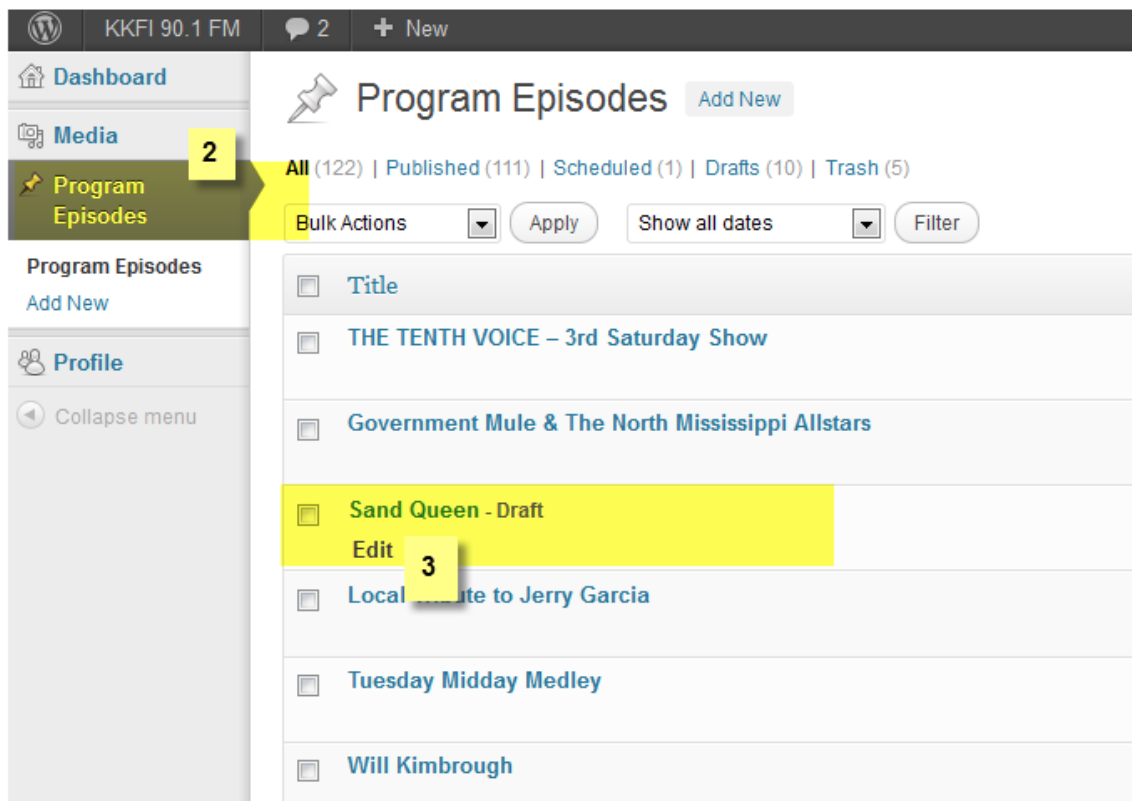 KKFI 90.1 FM 2 + New
Dashboard
Media
2
Program
Episodes
Program Episodes
Add New
Profile
Collapse menu
Program Episodes Add New
All (122) | Published (111) | Scheduled (1) | Drafts (10) | Trash (5)
Bulk Actions Apply Show all dates Filter
Title
THE TENTH VOICE – 3rd Saturday Show
Government Mule & The North Mississippi Allstars
Sand Queen - Draft
Edit
3
Local to Jerry Garcia
Tuesday Midday Medley
Will Kimbrough